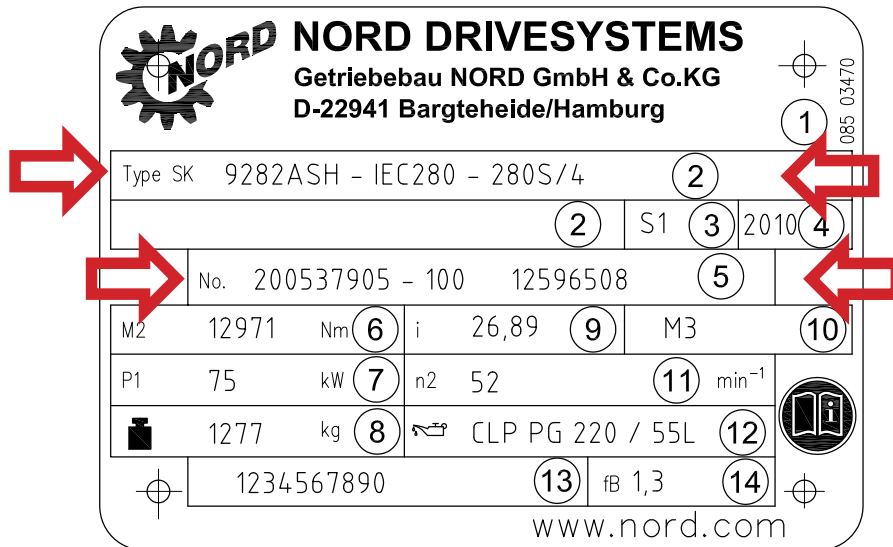 NORD
NORD DRIVESYSTEMS
Getriebebau NORD GmbH & Co.KG
D-22941 Bargteheide/Hamburg
1
085 03470
Type SK 9282ASH - IEC280 - 280S/4 2
2 S1 3 2010 4
No. 200537905 - 100 12596508 5
M2 12971 Nm 6 i 26,89 9 M3 10
P1 75 kW 7 n2 52 11 min⁻¹
1277 kg 8 CLP PG 220 / 55L 12
i
1234567890 13 fB 1,3 14
www.nord.com